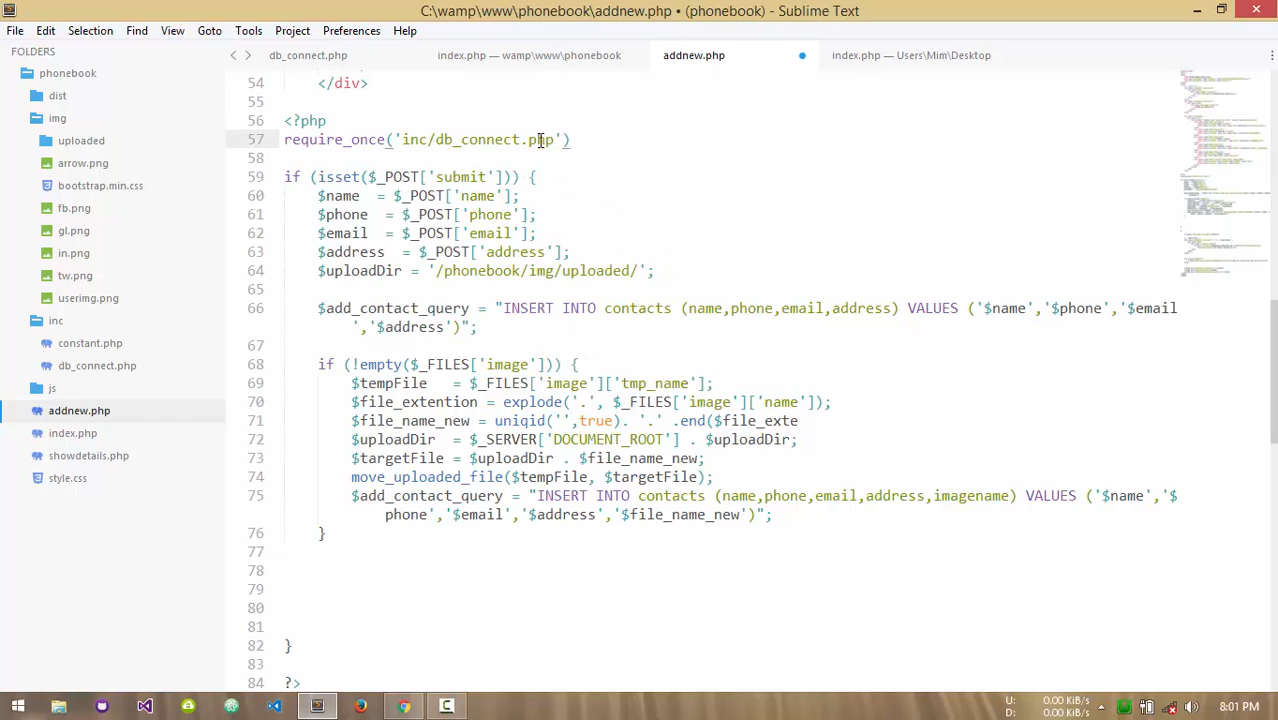 C:\wamp\www\phonebook\addnew.php • (phonebook) - Sublime Text
File Edit Selection Find View Goto Tools Project Preferences Help
FOLDERS
phonebook
dist
img
uploaded
arrow.png
bootstrap.min.css
fb.png
gl.png
in.png
tw.png
userimg.png
inc
constant.php
db_connect.php
js
addnew.php
index.php
showdetails.php
style.css
db_connect.php index.php — wamp\www\phonebook addnew.php index.php — Users\Mim\Desktop
54 </div>
55
56 <?php
57 require_once('inc/db_connect.php')
58
59 if (isset($_POST['submit'])) {
60 $name = $_POST['name'];
61 $phone = $_POST['phone'];
62 $email = $_POST['email'];
63 $address = $_POST['address'];
64 $uploadDir = '/phonebook/img/uploaded/';
65
66 $add_contact_query = "INSERT INTO contacts (name,phone,email,address) VALUES ('$name','$phone','$email
','$address')";
67
68 if (!empty($_FILES['image'])) {
69 $tempFile = $_FILES['image']['tmp_name'];
70 $file_extention = explode('.', $_FILES['image']['name']);
71 $file_name_new = uniqid('',true). '.' .end($file_exte
72 $uploadDir = $_SERVER['DOCUMENT_ROOT'] . $uploadDir;
73 $targetFile = $uploadDir . $file_name_new;
74 move_uploaded_file($tempFile, $targetFile);
75 $add_contact_query = "INSERT INTO contacts (name,phone,email,address,imagename) VALUES ('$name','$
phone','$email','$address','$file_name_new')";
76 }
77
78
79
80
81
82 }
83
84 ?>
U: 0.00 KiB/s
D: 0.00 KiB/s
8:01 PM